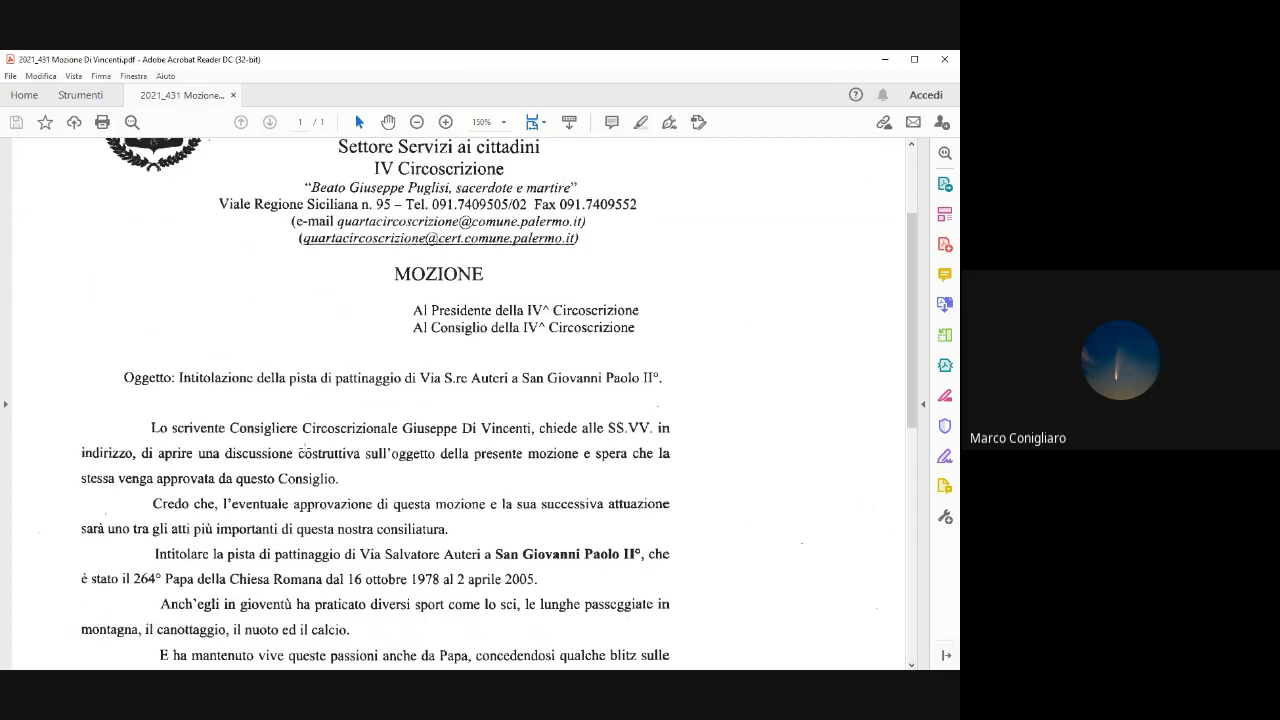 2021_431 Mozione Di Vincenti.pdf - Adobe Acrobat Reader DC (32-bit)
File Modifica Vista Firma Finestra Aiuto
Home Strumenti 2021_431 Mozione... × Accedi
1 / 1 150%
Settore Servizi ai cittadini
IV Circoscrizione
“Beato Giuseppe Puglisi, sacerdote e martire”
Viale Regione Siciliana n. 95 – Tel. 091.7409505/02 Fax 091.7409552
(e-mail quartacircoscrizione@comune.palermo.it)
(quartacircoscrizione@cert.comune.palermo.it)
MOZIONE
Al Presidente della IV^ Circoscrizione
Al Consiglio della IV^ Circoscrizione
Oggetto: Intitolazione della pista di pattinaggio di Via S.re Auteri a San Giovanni Paolo II°.
Lo scrivente Consigliere Circoscrizionale Giuseppe Di Vincenti, chiede alle SS.VV. in
indirizzo, di aprire una discussione costruttiva sull’oggetto della presente mozione e spera che la
stessa venga approvata da questo Consiglio.
Credo che, l’eventuale approvazione di questa mozione e la sua successiva attuazione
sarà uno tra gli atti più importanti di questa nostra consiliatura.
Intitolare la pista di pattinaggio di Via Salvatore Auteri a San Giovanni Paolo II°, che
è stato il 264° Papa della Chiesa Romana dal 16 ottobre 1978 al 2 aprile 2005.
Anch’egli in gioventù ha praticato diversi sport come lo sci, le lunghe passeggiate in
montagna, il canottaggio, il nuoto ed il calcio.
E ha mantenuto vive queste passioni anche da Papa, concedendosi qualche blitz sulle
Marco Conigliaro